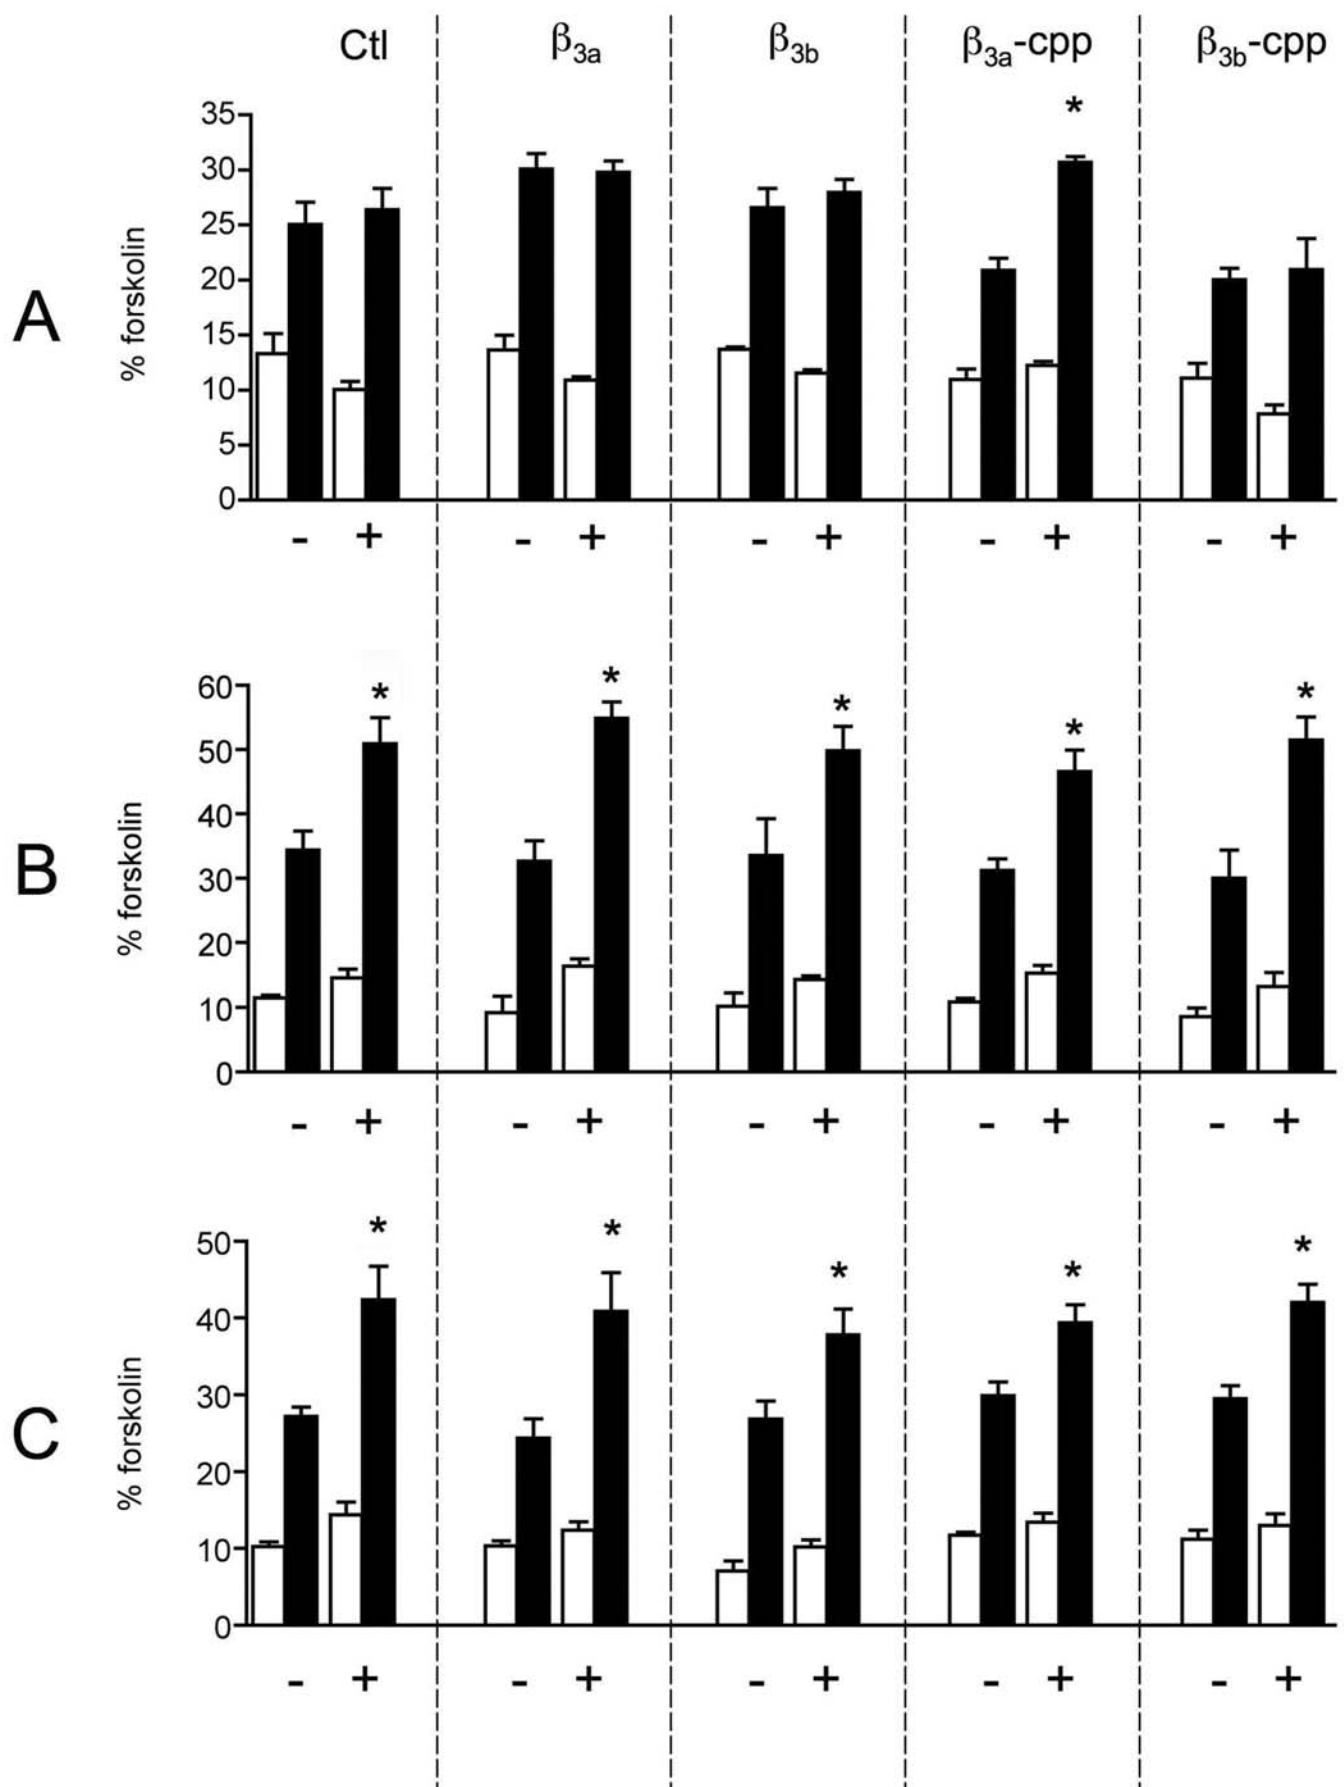 Ctl β3a β3b β3a-cpp β3b-cpp
A
% forskolin
35
30
25
20
15
10
5
0
*
- + - + - + - + - +
B
% forskolin
60
50
40
30
20
10
0
* * * * *
- + - + - + - + - +
C
% forskolin
50
40
30
20
10
0
* * * * *
- + - + - + - + - +